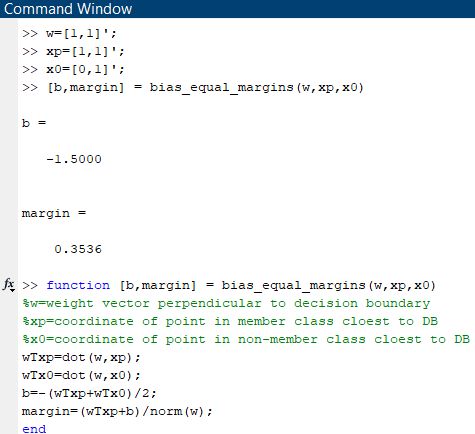 Command Window
>> w=[1,1]';
>> xp=[1,1]';
>> x0=[0,1]';
>> [b,margin] = bias_equal_margins(w,xp,x0)
b =
-1.5000
margin =
0.3536
fx >> function [b,margin] = bias_equal_margins(w,xp,x0)
%w=weight vector perpendicular to decision boundary
%xp=coordinate of point in member class cloest to DB
%x0=coordinate of point in non-member class cloest to DB
wTxp=dot(w,xp);
wTx0=dot(w,x0);
b=-(wTxp+wTx0)/2;
margin=(wTxp+b)/norm(w);
end